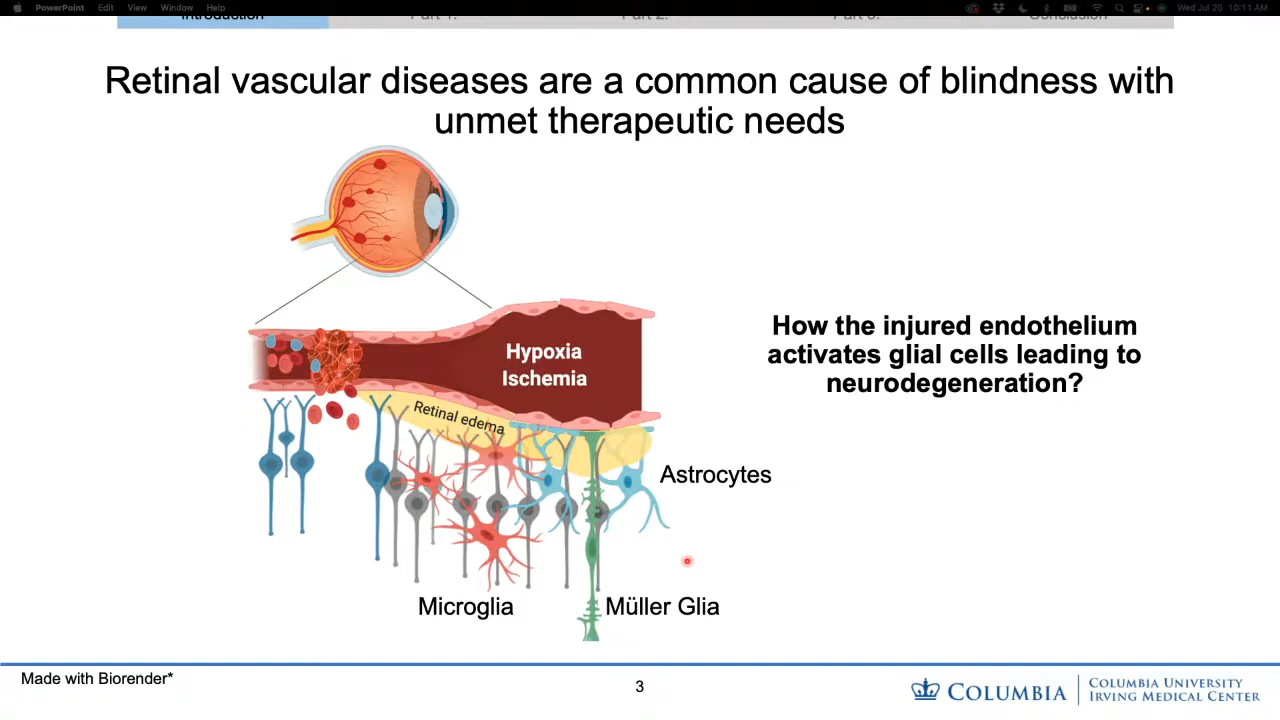 PowerPoint Edit View Window Help Wed Jul 20 10:11 AM
Introduction Part 1: Part 2: Part 3: Conclusion
Retinal vascular diseases are a common cause of blindness with
unmet therapeutic needs
Hypoxia
Ischemia
Retinal edema
How the injured endothelium
activates glial cells leading to
neurodegeneration?
Astrocytes
Microglia
Müller Glia
Made with Biorender*
3
COLUMBIA
COLUMBIA UNIVERSITY
IRVING MEDICAL CENTER